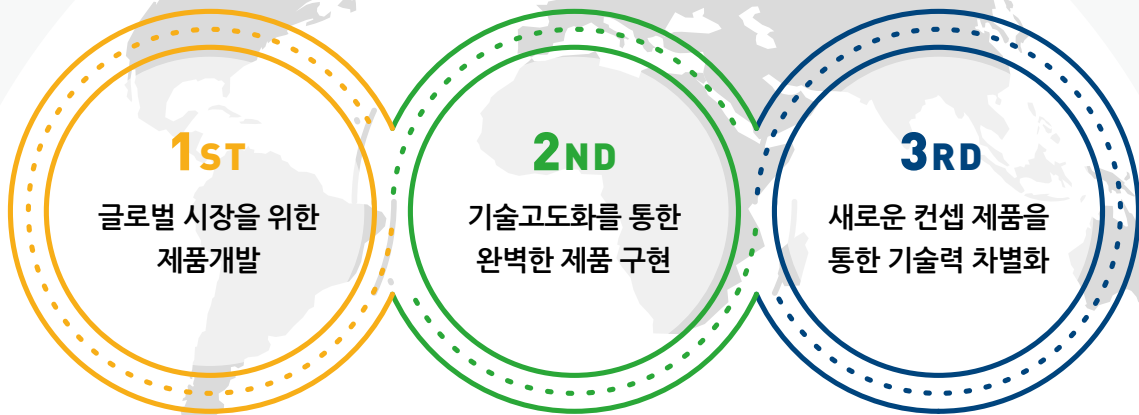 1ST
글로벌 시장을 위한
제품개발
2ND
기술고도화를 통한
완벽한 제품 구현
3RD
새로운 컨셉 제품을
통한 기술력 차별화